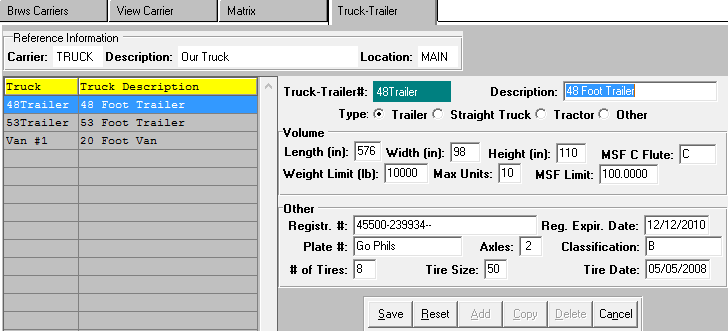 Brws Carriers View Carrier Matrix Truck-Trailer
Reference Information
Carrier: TRUCK Description: Our Truck Location: MAIN
Truck Truck Description
48Trailer 48 Foot Trailer
53Trailer 53 Foot Trailer
Van #1 20 Foot Van
Truck-Trailer#: 48Trailer Description: 48 Foot Trailer
Type: Trailer Straight Truck Tractor Other
Volume
Length (in): 576 Width (in): 98 Height (in): 110 MSF C Flute: C
Weight Limit (lb): 10000 Max Units: 10 MSF Limit: 100.0000
Other
Registr. #: 45500-239934-- Reg. Expir. Date: 12/12/2010
Plate #: Go Phils Axles: 2 Classification: B
# of Tires: 8 Tire Size: 50 Tire Date: 05/05/2008
Save Reset Add Copy Delete Cancel